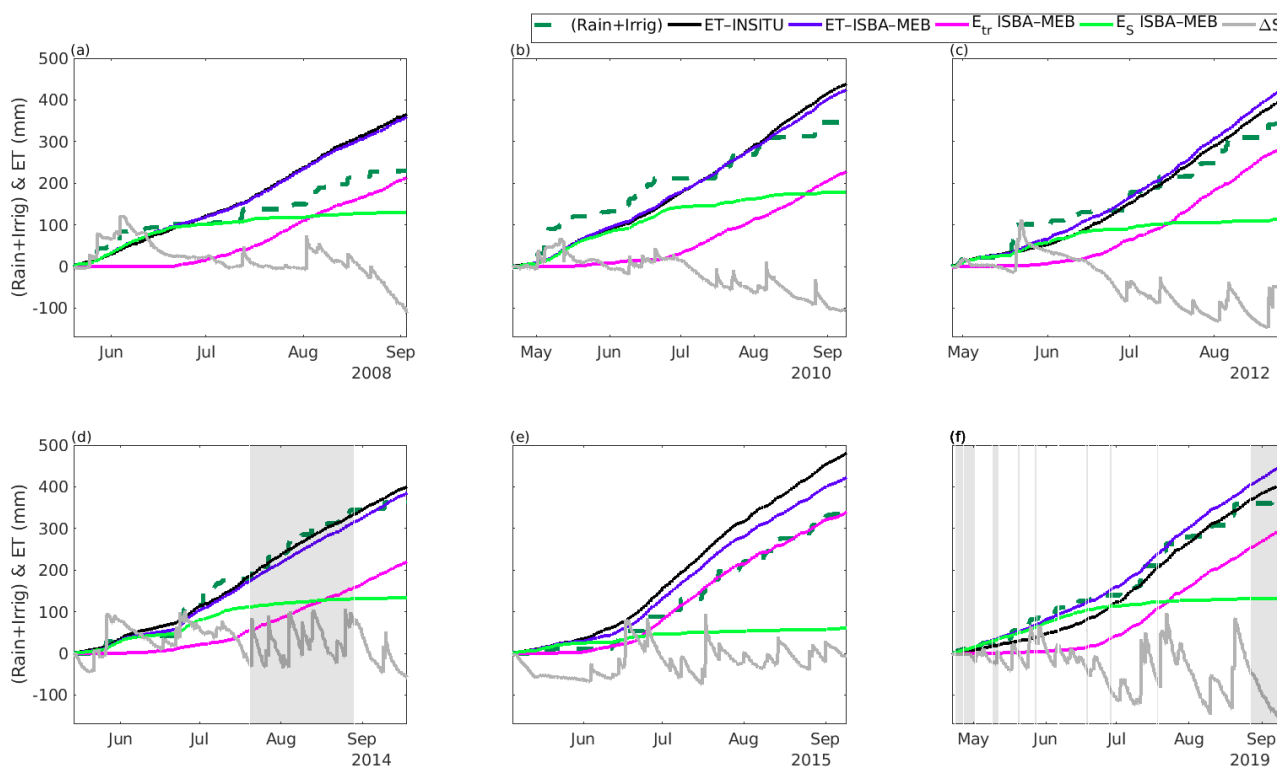 (Rain+Irrig) ET–INSITU ET–ISBA–MEB E_tr ISBA–MEB E_S ISBA–MEB ΔS
(a) (b) (c)
(Rain+Irrig) & ET (mm)
500
400
300
200
100
0
-100
Jun Jul Aug Sep
2008
May Jun Jul Aug Sep
2010
May Jun Jul Aug
2012
(d) (e) (f)
(Rain+Irrig) & ET (mm)
500
400
300
200
100
0
-100
Jun Jul Aug Sep
2014
Jun Jul Aug Sep
2015
May Jun Jul Aug Sep
2019